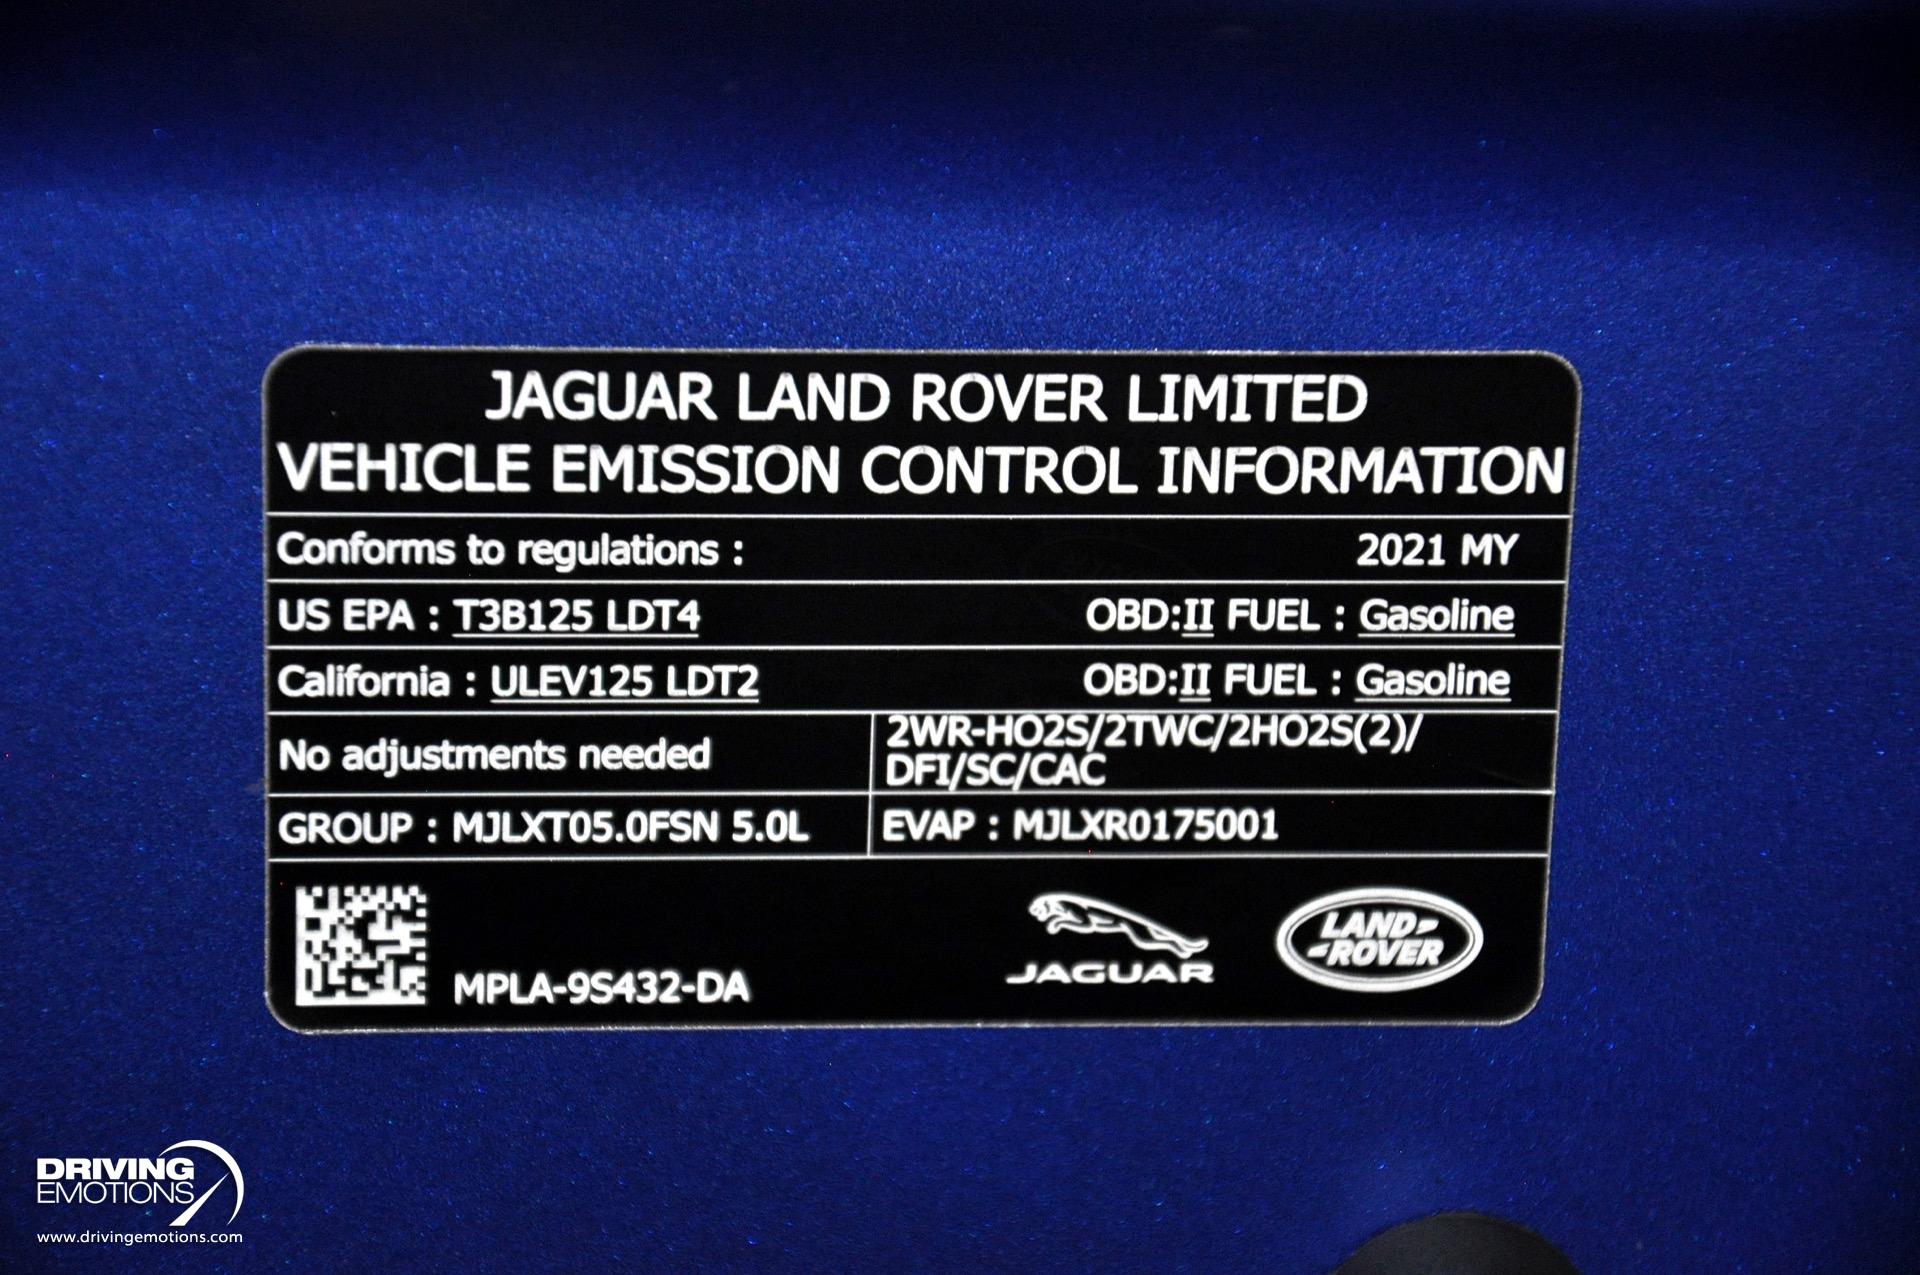 JAGUAR LAND ROVER LIMITED
VEHICLE EMISSION CONTROL INFORMATION
Conforms to regulations : 2021 MY
US EPA : T3B125 LDT4 OBD:II FUEL : Gasoline
California : ULEV125 LDT2 OBD:II FUEL : Gasoline
No adjustments needed
2WR-HO2S/2TWC/2HO2S(2)/
DFI/SC/CAC
GROUP : MJLXT05.0FSN 5.0L
EVAP : MJLXR0175001
MPLA-9S432-DA
JAGUAR
LAND
ROVER
DRIVING
EMOTIONS
www.drivingemotions.com